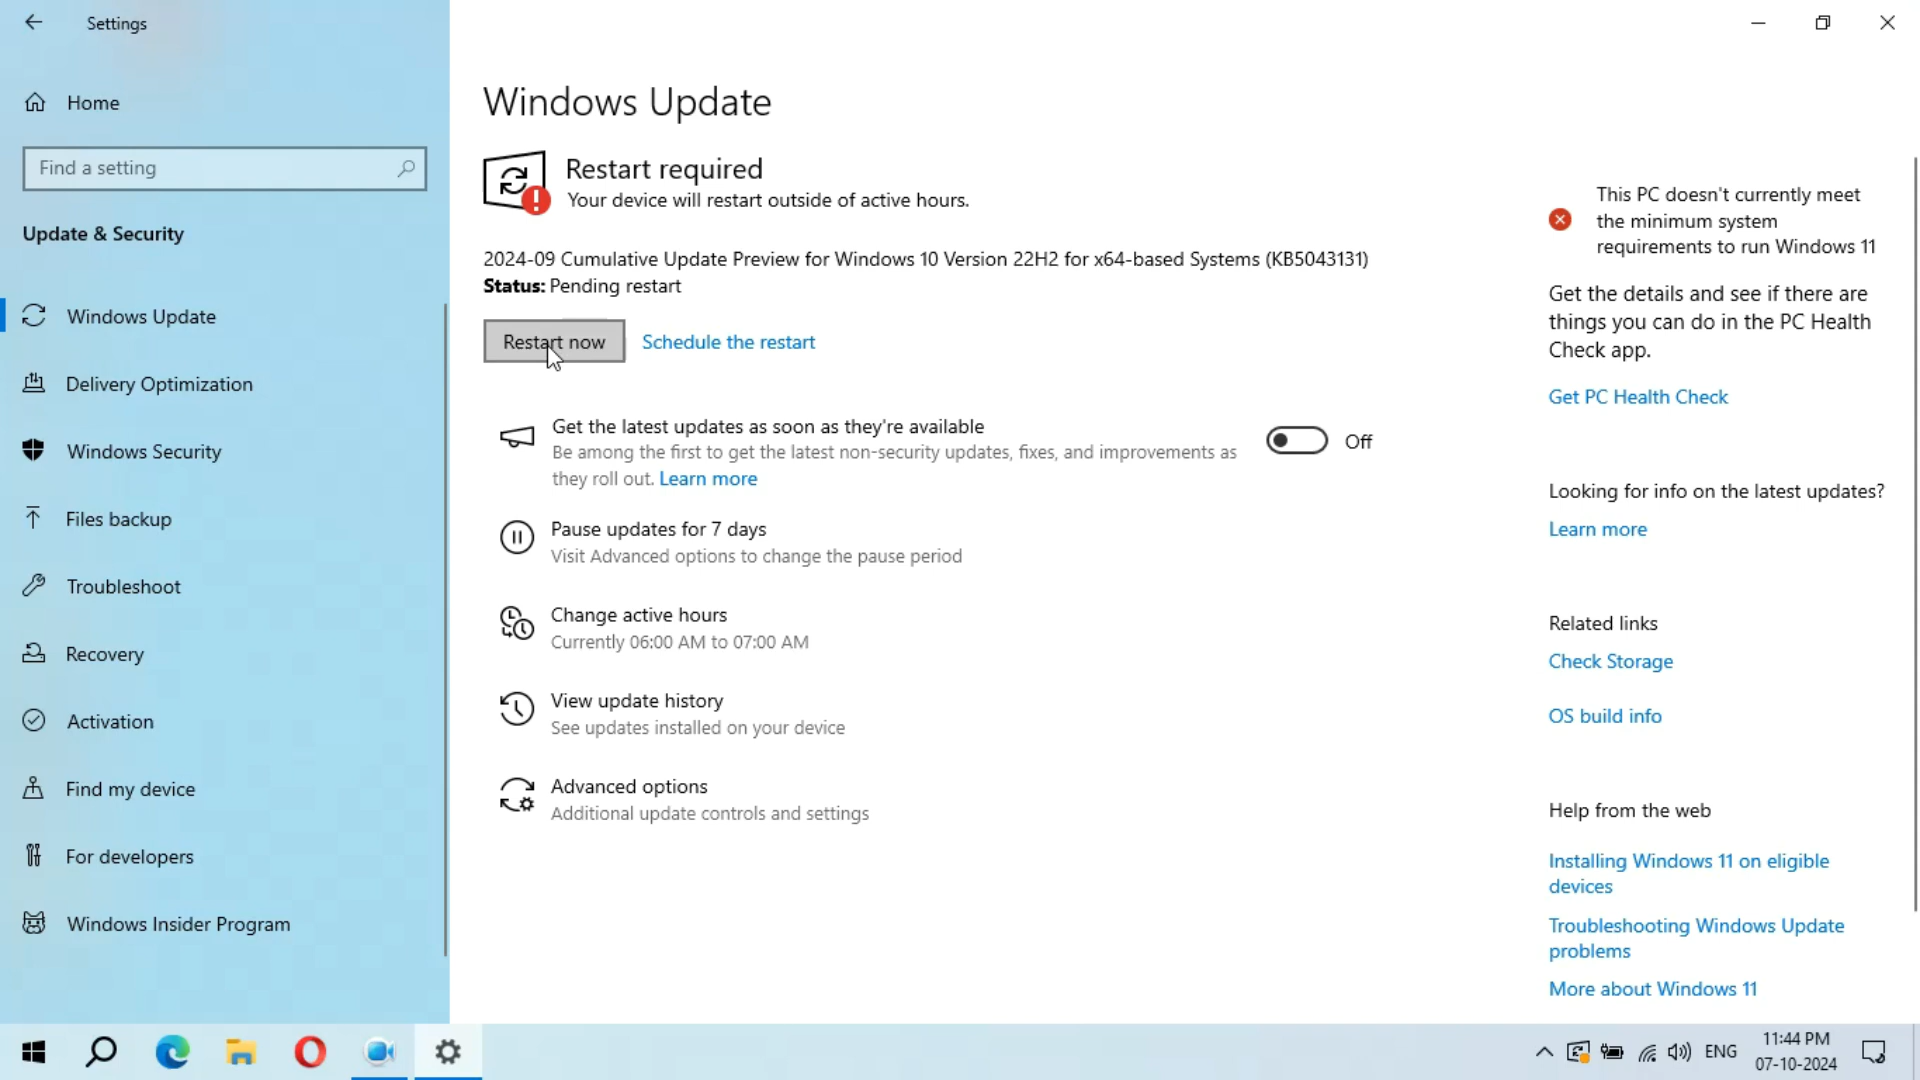 Settings
Home
Find a setting
Update & Security
Windows Update
Delivery Optimization
Windows Security
Files backup
Troubleshoot
Recovery
Activation
Find my device
For developers
Windows Insider Program
Windows Update
Restart required
Your device will restart outside of active hours.
2024-09 Cumulative Update Preview for Windows 10 Version 22H2 for x64-based Systems (KB5043131)
Status: Pending restart
Restart now
Schedule the restart
Get the latest updates as soon as they're available
Be among the first to get the latest non-security updates, fixes, and improvements as
they roll out. Learn more
Off
Pause updates for 7 days
Visit Advanced options to change the pause period
Change active hours
Currently 06:00 AM to 07:00 AM
View update history
See updates installed on your device
Advanced options
Additional update controls and settings
This PC doesn't currently meet
the minimum system
requirements to run Windows 11
Get the details and see if there are
things you can do in the PC Health
Check app.
Get PC Health Check
Looking for info on the latest updates?
Learn more
Related links
Check Storage
OS build info
Help from the web
Installing Windows 11 on eligible
devices
Troubleshooting Windows Update
problems
More about Windows 11
ENG
11:44 PM
07-10-2024